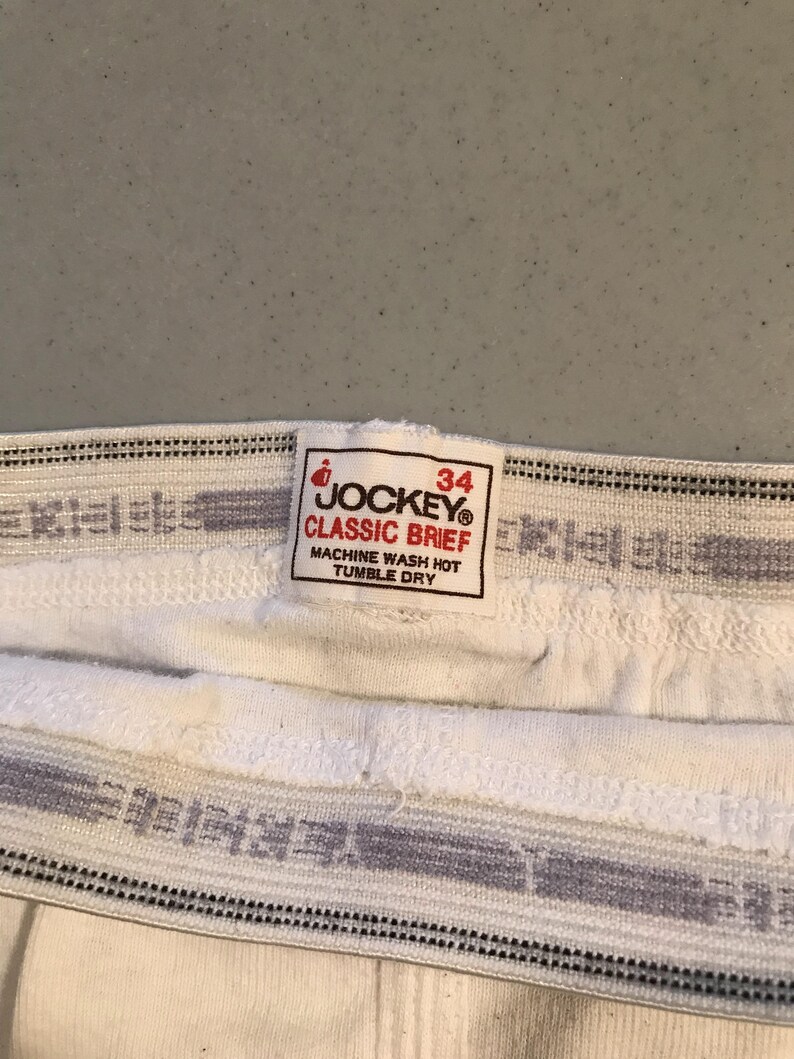 34
JOCKEY®
CLASSIC BRIEF
MACHINE WASH HOT
TUMBLE DRY